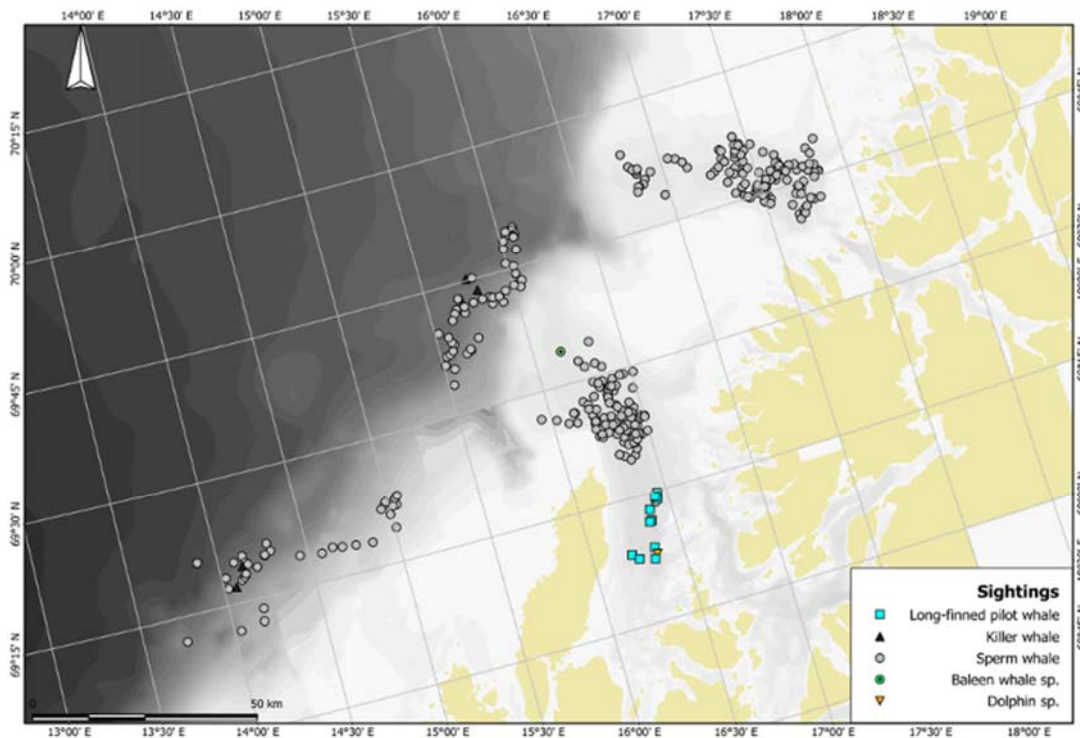 14°00' E 14°30' E 15°00' E 15°30' E 16°00' E 16°30' E 17°00' E 17°30' E 18°00' E 18°30' E 19°00' E
70°15' N
70°00' N
69°45' N
69°30' N
69°15' N
Sightings
Long-finned pilot whale
Killer whale
Sperm whale
Baleen whale sp.
Dolphin sp.
0 50 km
13°00' E 13°30' E 14°00' E 14°30' E 15°00' E 15°30' E 16°00' E 16°30' E 17°00' E 17°30' E 18°00' E